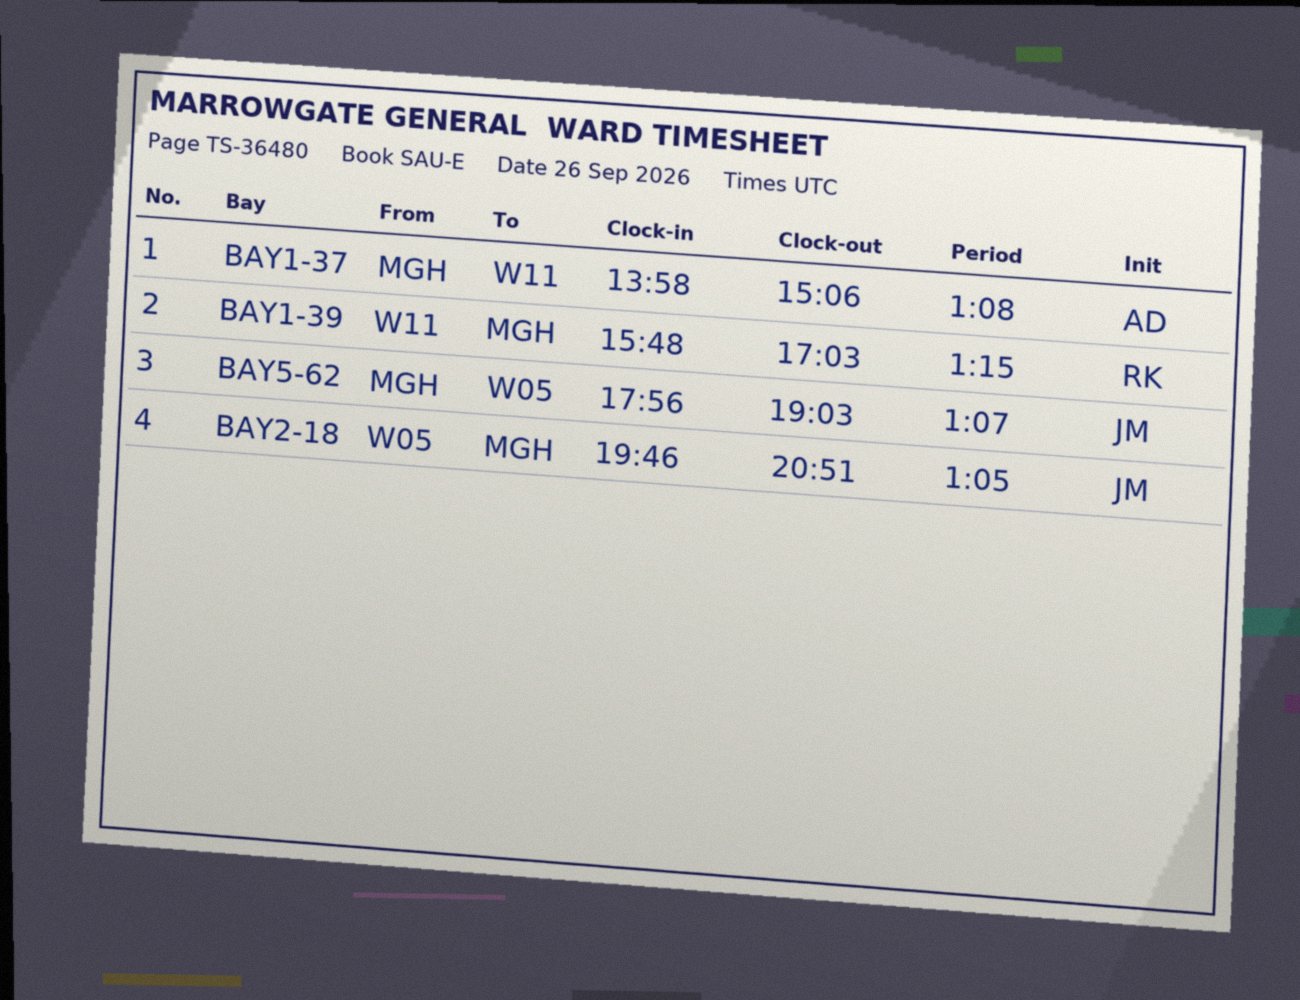 MARROWGATE GENERAL WARD TIMESHEET
Page TS-36480 Book SAU-E Date 26 Sep 2026 Times UTC
No. Bay From To Clock-in Clock-out Period Init
1 BAY1-37 MGH W11 13:58 15:06 1:08 AD
2 BAY1-39 W11 MGH 15:48 17:03 1:15 RK
3 BAY5-62 MGH W05 17:56 19:03 1:07 JM
4 BAY2-18 W05 MGH 19:46 20:51 1:05 JM